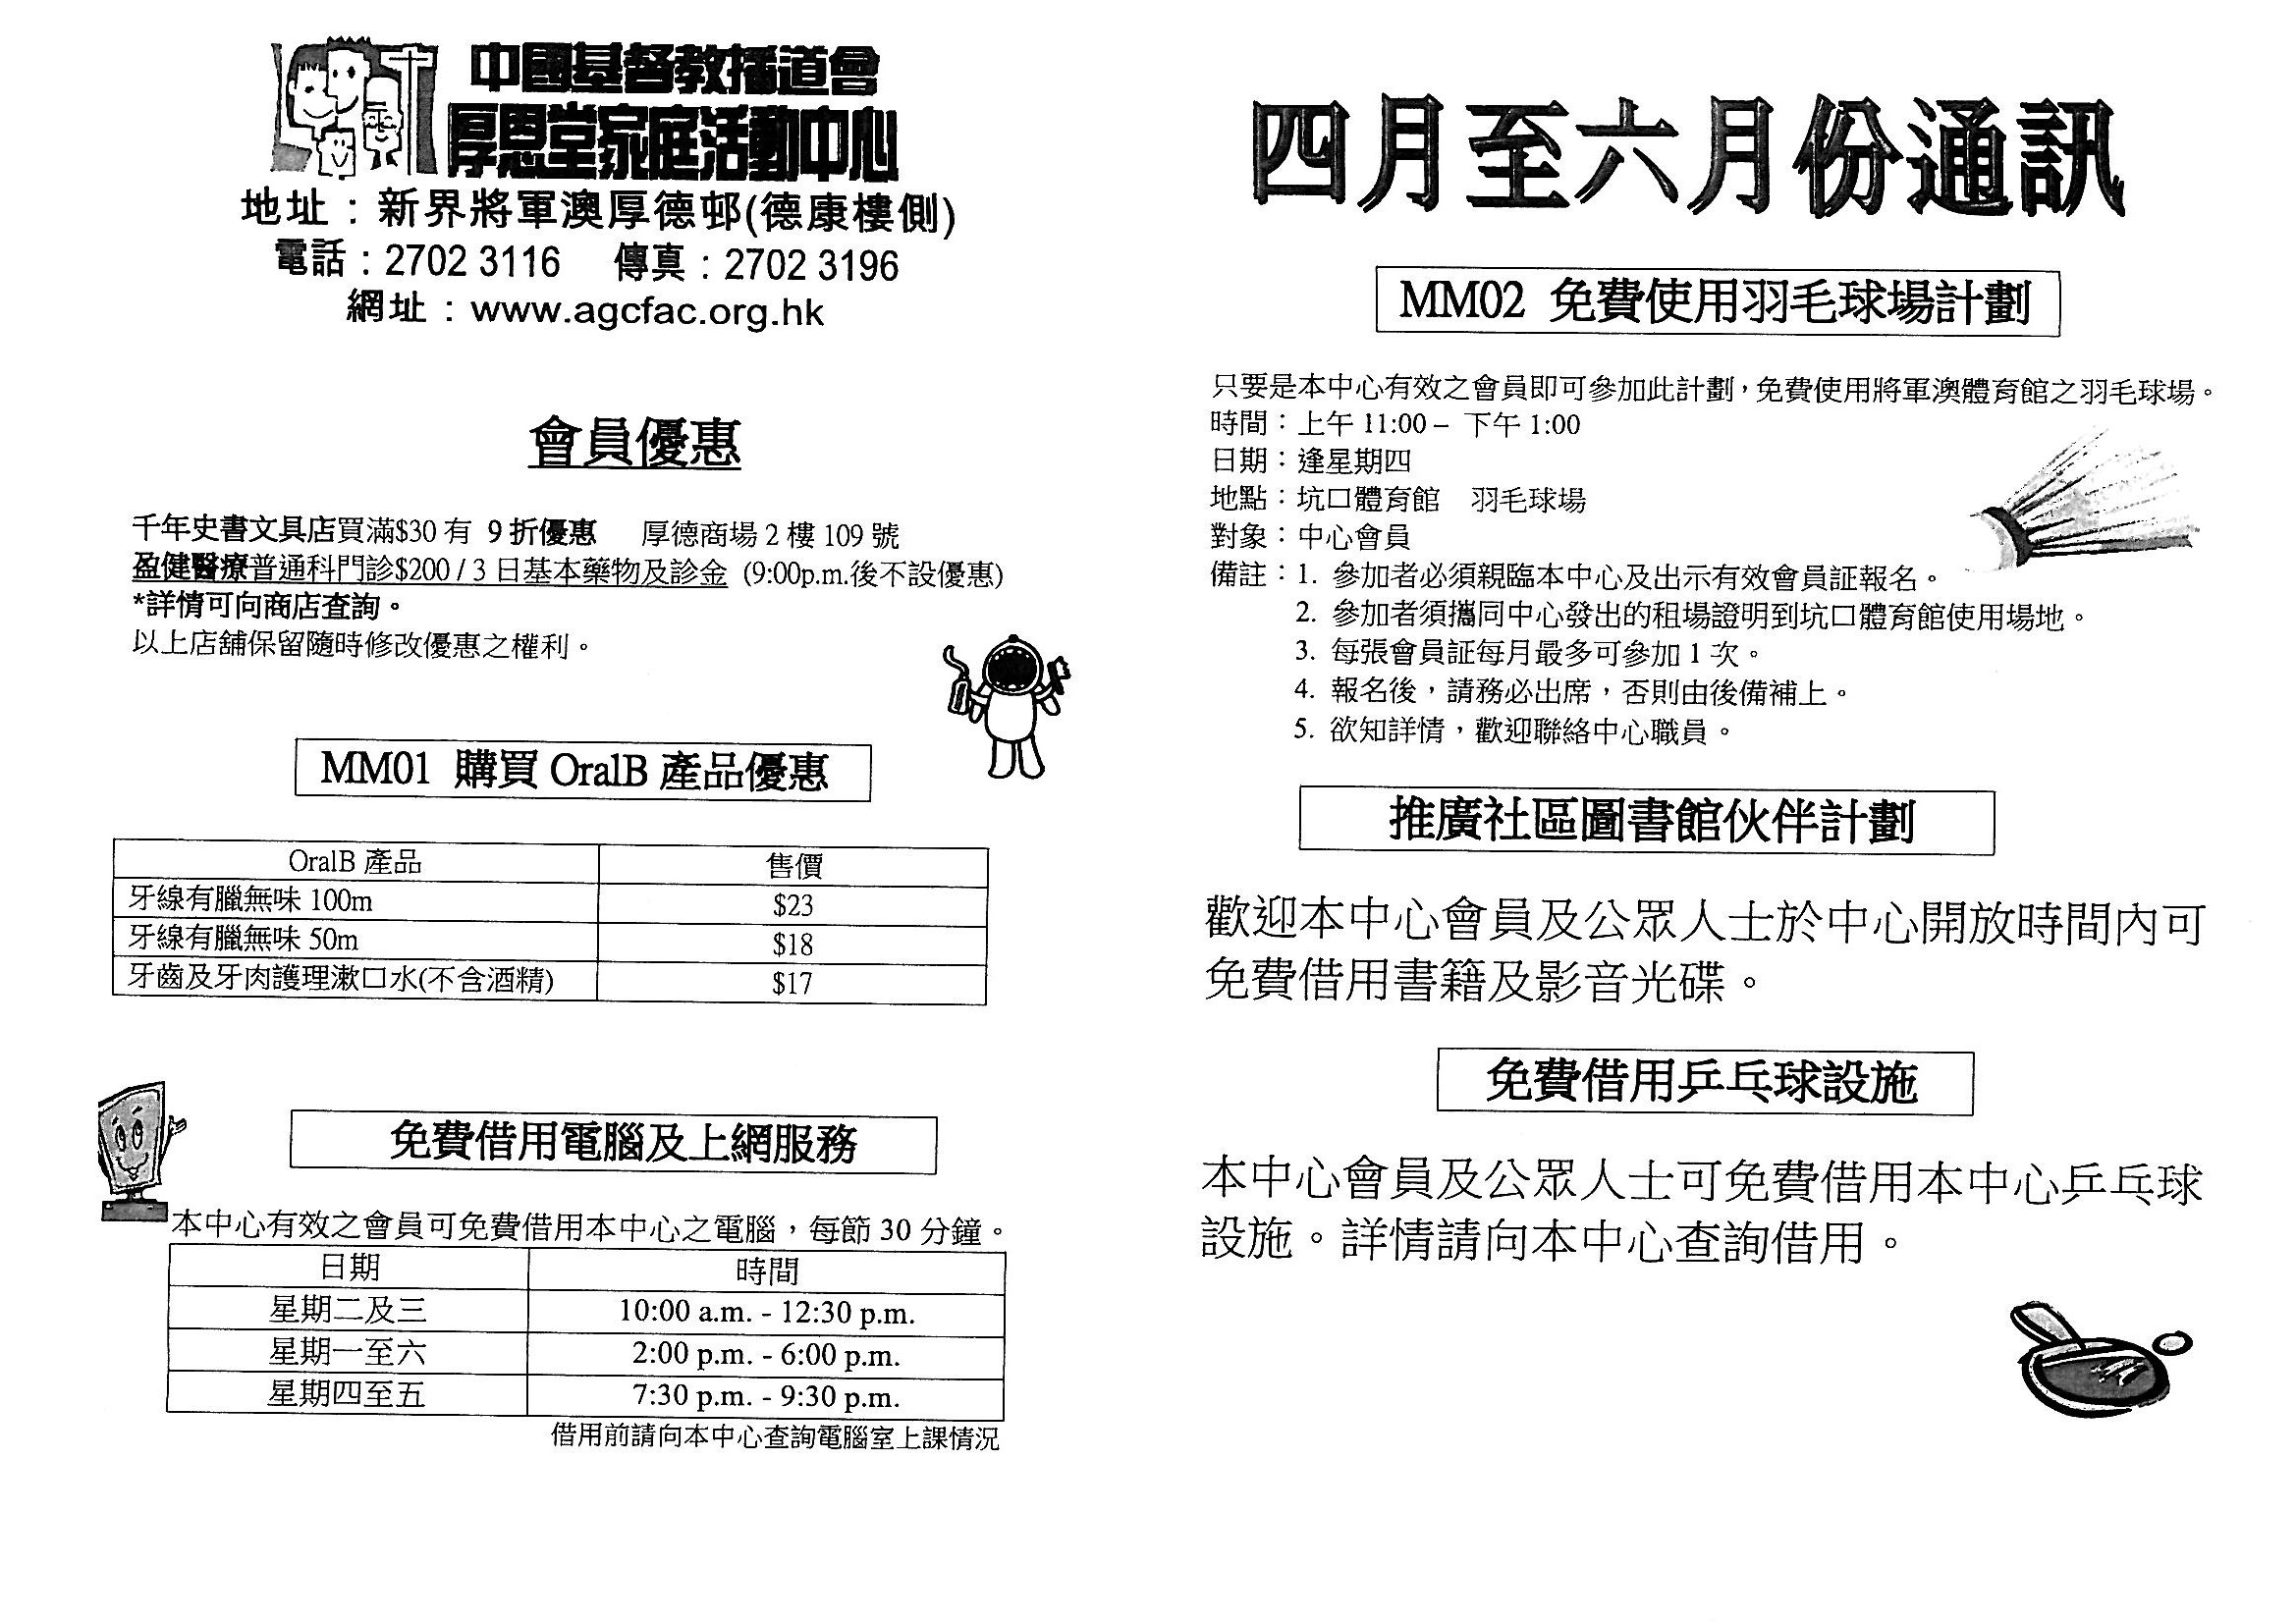 中國基督教播道會
厚恩堂家庭活動中心
地址：新界將軍澳厚德邨(德康樓側)
電話：2702 3116 傳真：2702 3196
網址：www.agcfac.org.hk
會員優惠
千年史書文具店買滿$30 有 9 折優惠 厚德商場 2 樓 109 號
盈健醫療普通科門診$200 / 3 日基本藥物及診金 (9:00p.m.後不設優惠)
*詳情可向商店查詢。
以上店舖保留隨時修改優惠之權利。
MM01 購買 OralB 產品優惠
OralB 產品 售價
牙線有臘無味 100m $23
牙線有臘無味 50m $18
牙齒及牙肉護理漱口水(不含酒精) $17
免費借用電腦及上網服務
本中心有效之會員可免費借用本中心之電腦，每節 30 分鐘。
日期 時間
星期二及三 10:00 a.m. - 12:30 p.m.
星期一至六 2:00 p.m. - 6:00 p.m.
星期四至五 7:30 p.m. - 9:30 p.m.
借用前請向本中心查詢電腦室上課情況
四月至六月份通訊
MM02 免費使用羽毛球場計劃
只要是本中心有效之會員即可參加此計劃，免費使用將軍澳體育館之羽毛球場。
時間：上午 11:00 – 下午 1:00
日期：逢星期四
地點：坑口體育館 羽毛球場
對象：中心會員
備註：1. 參加者必須親臨本中心及出示有效會員証報名。
2. 參加者須攜同中心發出的租場證明到坑口體育館使用場地。
3. 每張會員証每月最多可參加 1 次。
4. 報名後，請務必出席，否則由後備補上。
5. 欲知詳情，歡迎聯絡中心職員。
推廣社區圖書館伙伴計劃
歡迎本中心會員及公眾人士於中心開放時間內可
免費借用書籍及影音光碟。
免費借用乒乓球設施
本中心會員及公眾人士可免費借用本中心乒乓球
設施。詳情請向本中心查詢借用。